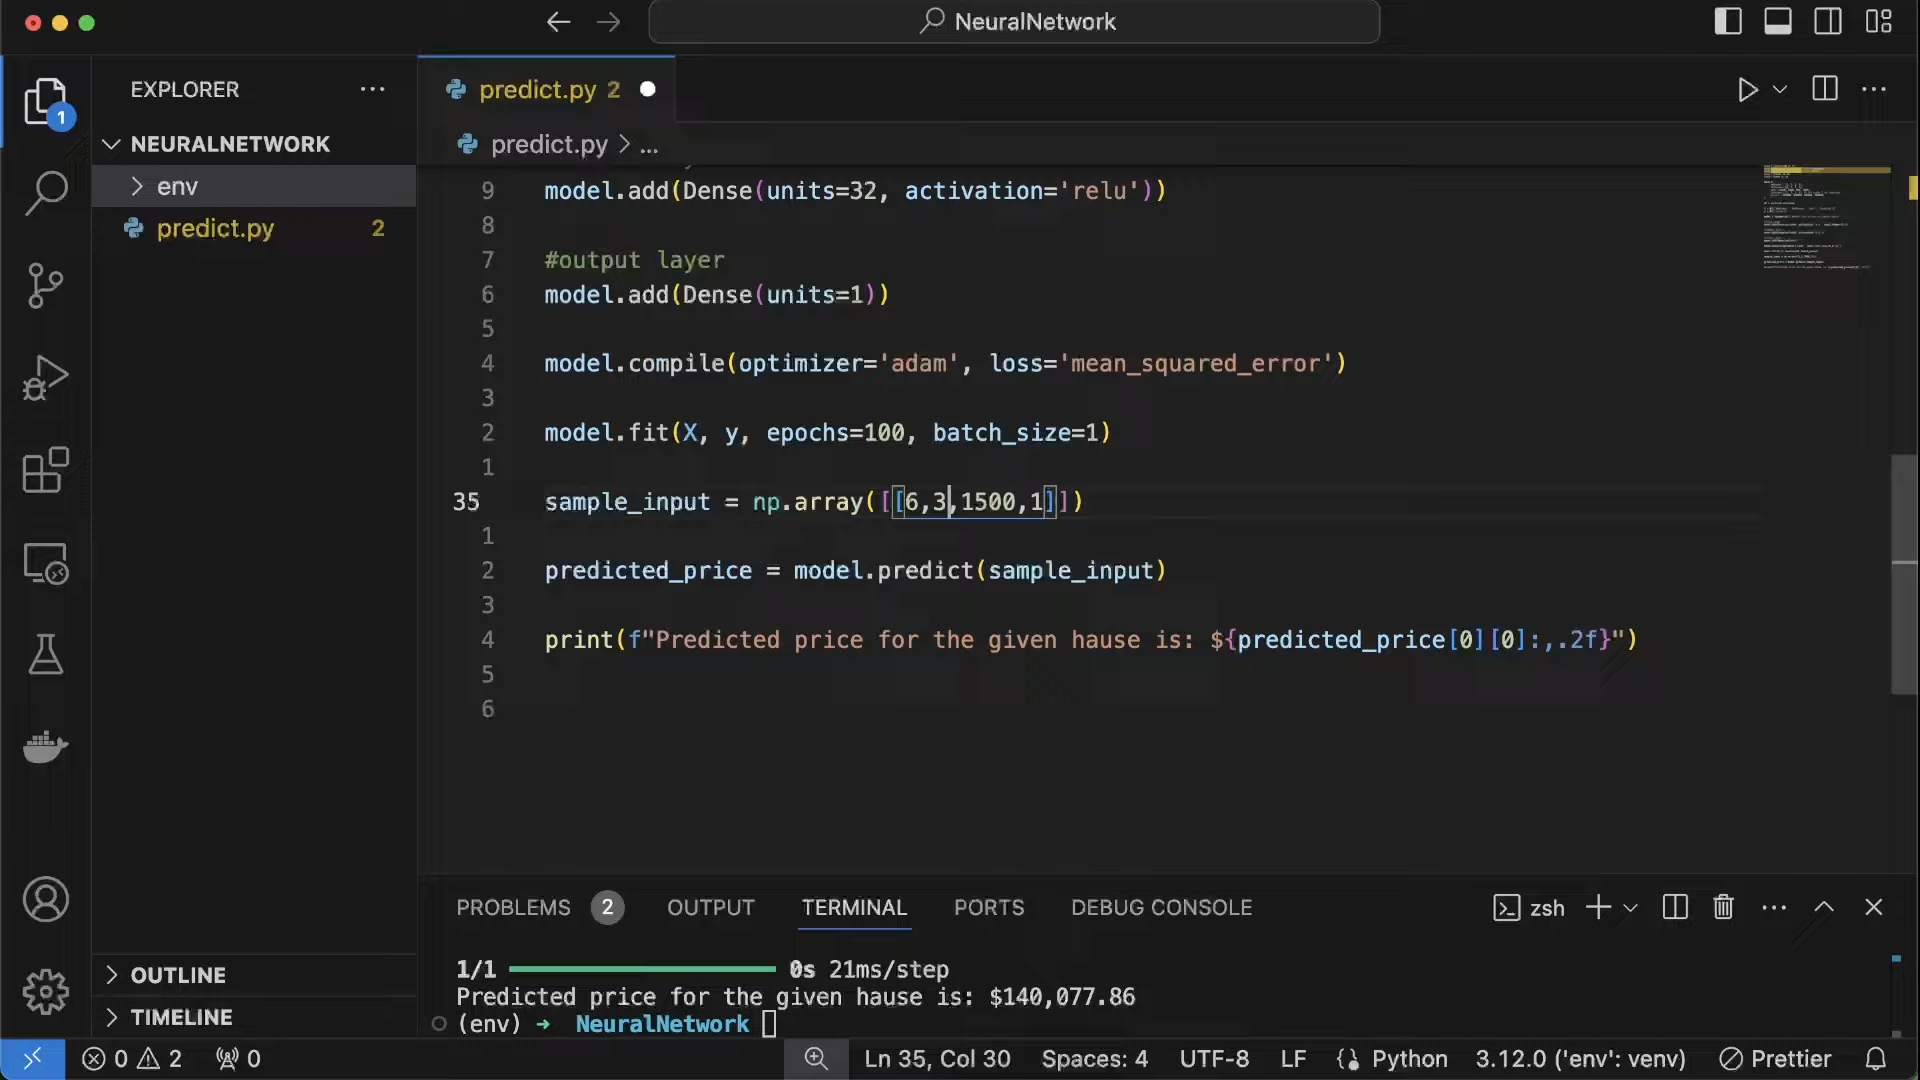 NeuralNetwork
EXPLORER
predict.py 2
1
NEURALNETWORK
predict.py > ...
env
predict.py 2
9 model.add(Dense(units=32, activation='relu'))
8
7 #output layer
6 model.add(Dense(units=1))
5
4 model.compile(optimizer='adam', loss='mean_squared_error')
3
2 model.fit(X, y, epochs=100, batch_size=1)
1
35 sample_input = np.array([[6,3,1500,1]])
1
2 predicted_price = model.predict(sample_input)
3
4 print(f"Predicted price for the given hause is: ${predicted_price[0][0]:,.2f}")
5
6
PROBLEMS 2 OUTPUT TERMINAL PORTS DEBUG CONSOLE zsh
1/1 0s 21ms/step
Predicted price for the given hause is: $140,077.86
(env) → NeuralNetwork
OUTLINE
TIMELINE
0 2 0 Ln 35, Col 30 Spaces: 4 UTF-8 LF Python 3.12.0 ('env': venv) Prettier